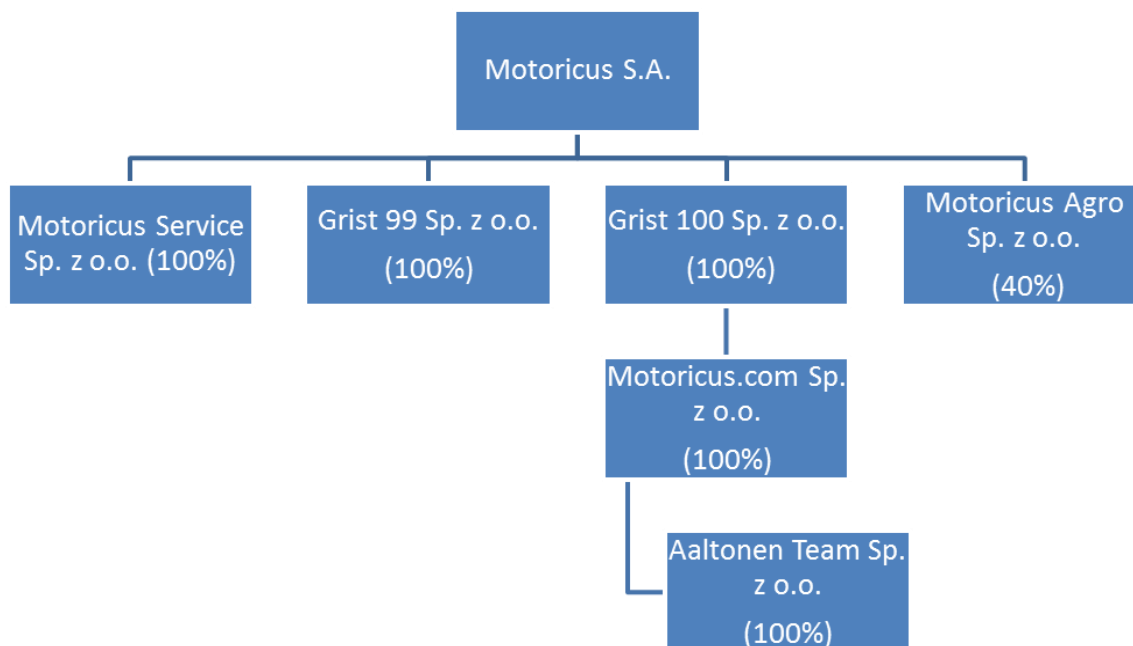 Motoricus S.A.
Motoricus Service
Sp. z o.o. (100%)
Grist 99 Sp. z o.o.
(100%)
Grist 100 Sp. z o.o.
(100%)
Motoricus Agro
Sp. z o.o.
(40%)
Motoricus.com Sp.
z o.o.
(100%)
Aaltonen Team Sp.
z o.o.
(100%)